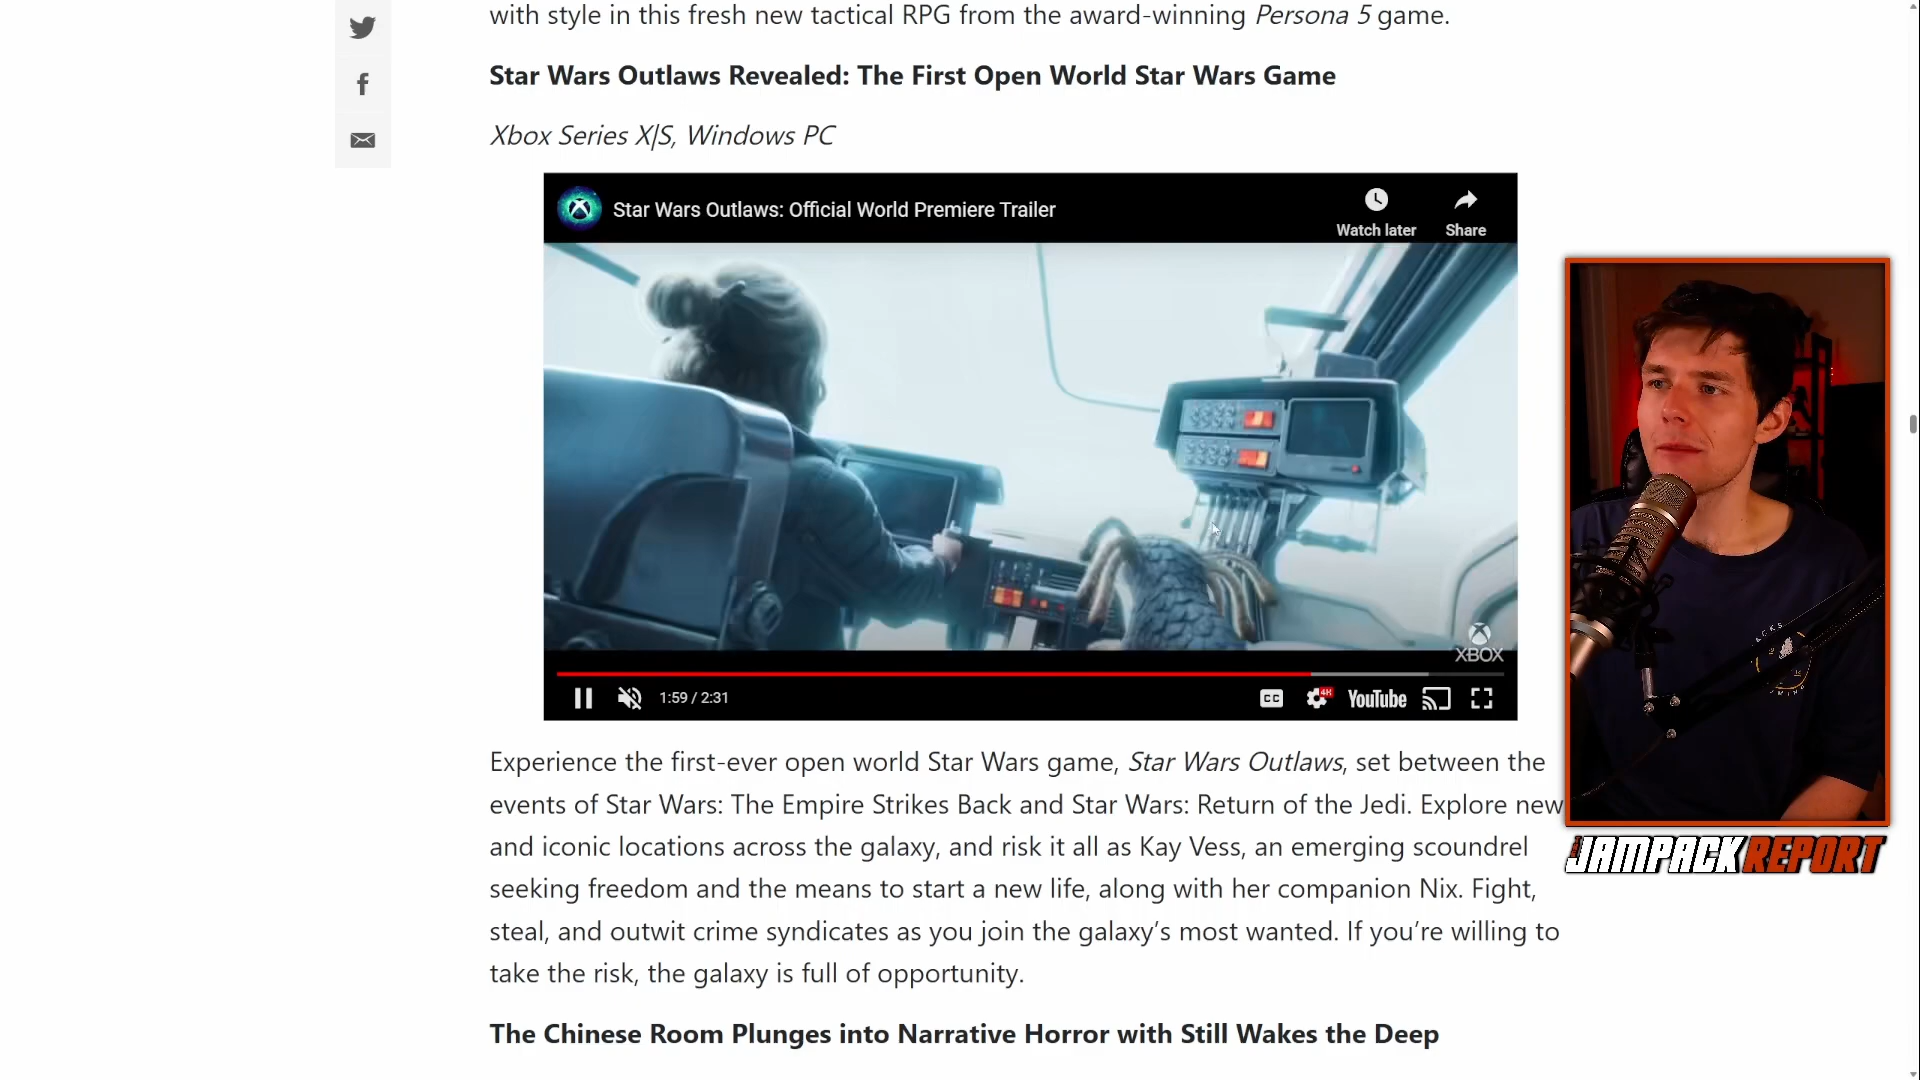 with style in this fresh new tactical RPG from the award-winning Persona 5 game.
Star Wars Outlaws Revealed: The First Open World Star Wars Game
Xbox Series X|S, Windows PC
Star Wars Outlaws: Official World Premiere Trailer
Watch later
Share
XBOX
1:59 / 2:31
CC
4K
YouTube
JAMPACK REPORT
Experience the first-ever open world Star Wars game, Star Wars Outlaws, set between the
events of Star Wars: The Empire Strikes Back and Star Wars: Return of the Jedi. Explore new
and iconic locations across the galaxy, and risk it all as Kay Vess, an emerging scoundrel
seeking freedom and the means to start a new life, along with her companion Nix. Fight,
steal, and outwit crime syndicates as you join the galaxy’s most wanted. If you’re willing to
take the risk, the galaxy is full of opportunity.
The Chinese Room Plunges into Narrative Horror with Still Wakes the Deep